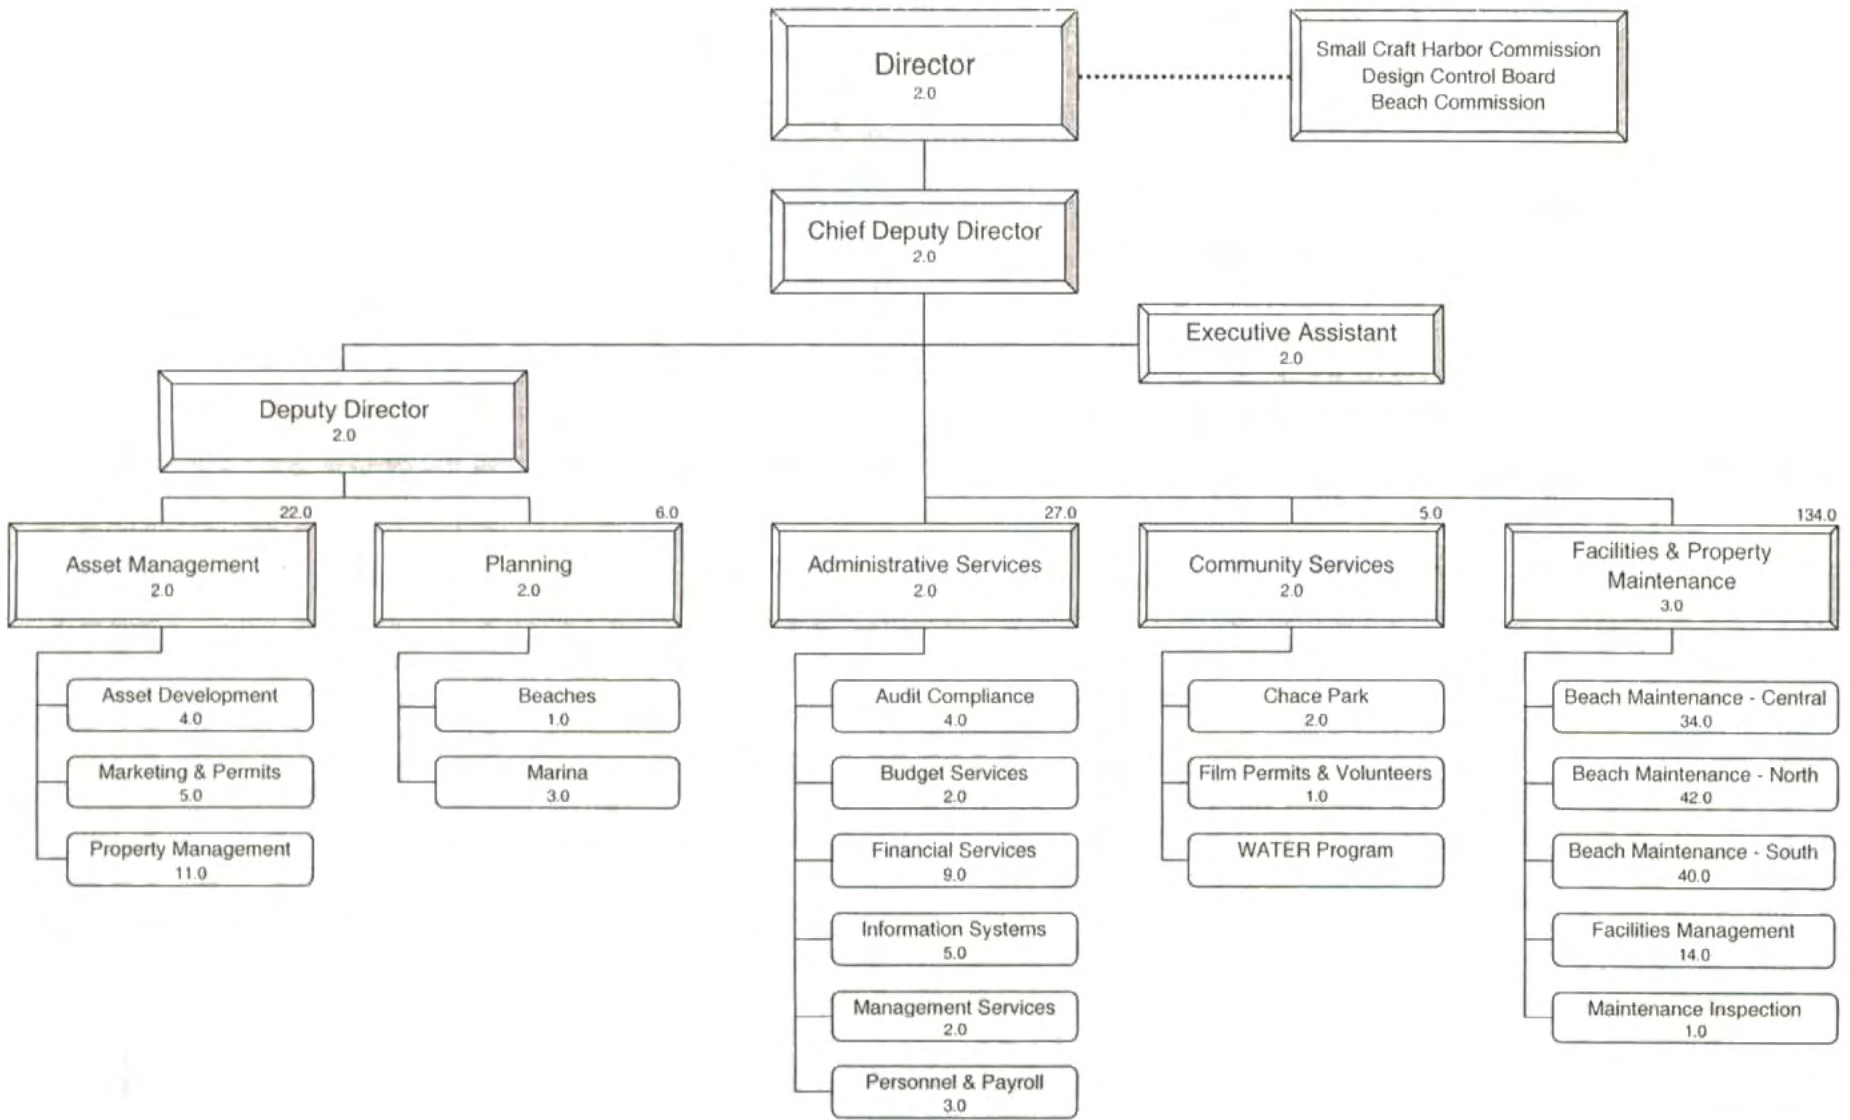 Director
2.0
Small Craft Harbor Commission
Design Control Board
Beach Commission
Chief Deputy Director
2.0
Executive Assistant
2.0
Deputy Director
2.0
22.0
Asset Management
2.0
Asset Development
4.0
Marketing & Permits
5.0
Property Management
11.0
6.0
Planning
2.0
Beaches
1.0
Marina
3.0
27.0
Administrative Services
2.0
Audit Compliance
4.0
Budget Services
2.0
Financial Services
9.0
Information Systems
5.0
Management Services
2.0
Personnel & Payroll
3.0
5.0
Community Services
2.0
Chace Park
2.0
Film Permits & Volunteers
1.0
WATER Program
134.0
Facilities & Property
Maintenance
3.0
Beach Maintenance - Central
34.0
Beach Maintenance - North
42.0
Beach Maintenance - South
40.0
Facilities Management
14.0
Maintenance Inspection
1.0